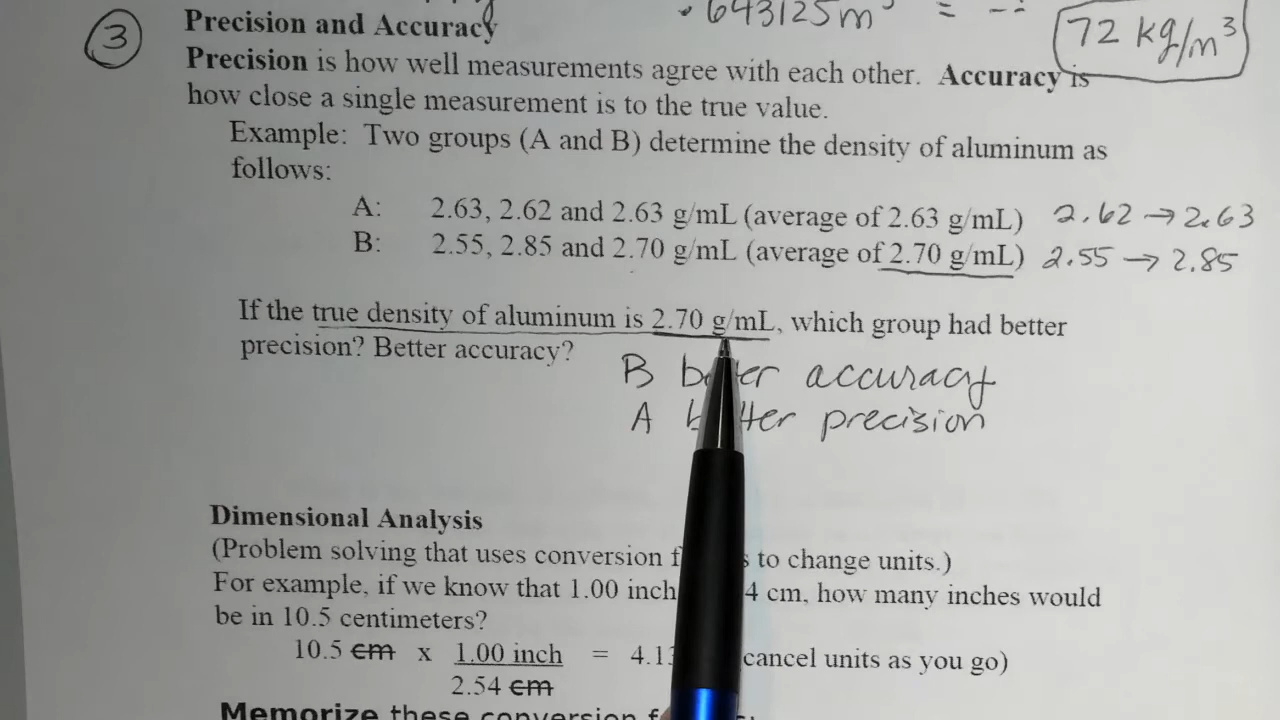 .643125m³ = -- 72 kg/m³
3 Precision and Accuracy
Precision is how well measurements agree with each other. Accuracy is
how close a single measurement is to the true value.
Example: Two groups (A and B) determine the density of aluminum as
follows:
A: 2.63, 2.62 and 2.63 g/mL (average of 2.63 g/mL) 2.62 → 2.63
B: 2.55, 2.85 and 2.70 g/mL (average of 2.70 g/mL) 2.55 → 2.85
If the true density of aluminum is 2.70 g/mL, which group had better
precision? Better accuracy?
B better accuracy
A better precision
Dimensional Analysis
(Problem solving that uses conversion f s to change units.)
For example, if we know that 1.00 inch 4 cm, how many inches would
be in 10.5 centimeters?
10.5 cm x 1.00 inch = 4.13 cancel units as you go)
2.54 cm
Memorize these conversion